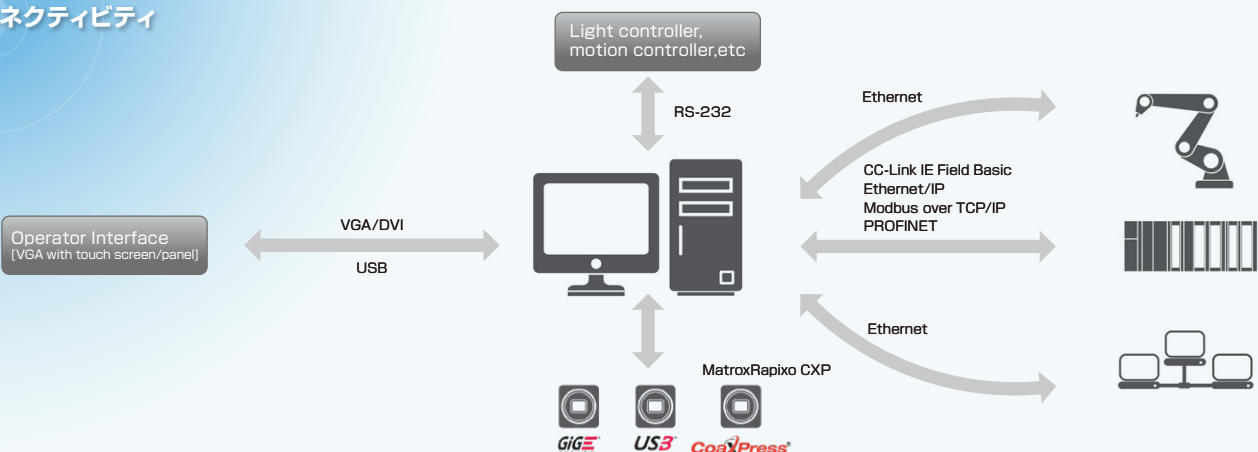 ネクティビティ
Light controller,
motion controller,etc
RS-232
Ethernet
CC-Link IE Field Basic
Ethernet/IP
Modbus over TCP/IP
PROFINET
Operator Interface
[VGA with touch screen/panel]
VGA/DVI
USB
Ethernet
MatroxRapixo CXP
GiGE
USB3
CoaXPress